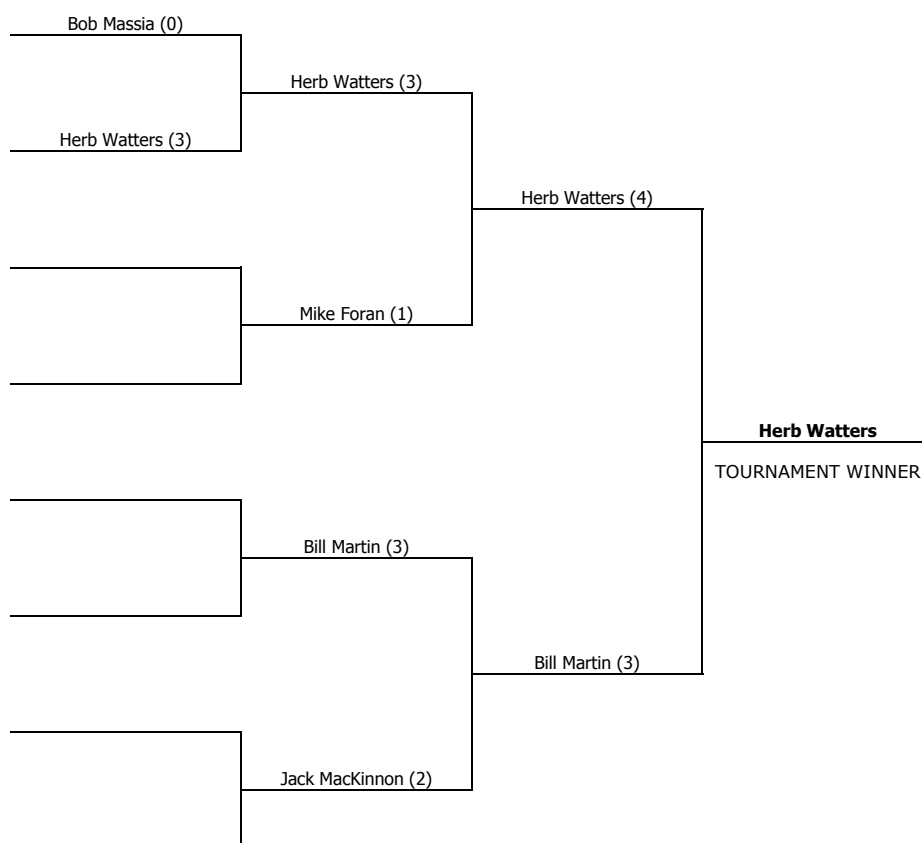 Bob Massia (0)
Herb Watters (3)
Herb Watters (3)
Herb Watters (4)
Mike Foran (1)
Herb Watters
TOURNAMENT WINNER
Bill Martin (3)
Bill Martin (3)
Jack MacKinnon (2)